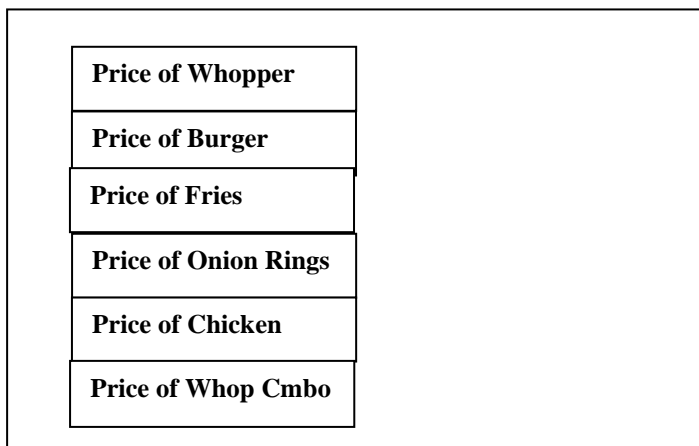 Price of Whopper
Price of Burger
Price of Fries
Price of Onion Rings
Price of Chicken
Price of Whop Cmbo